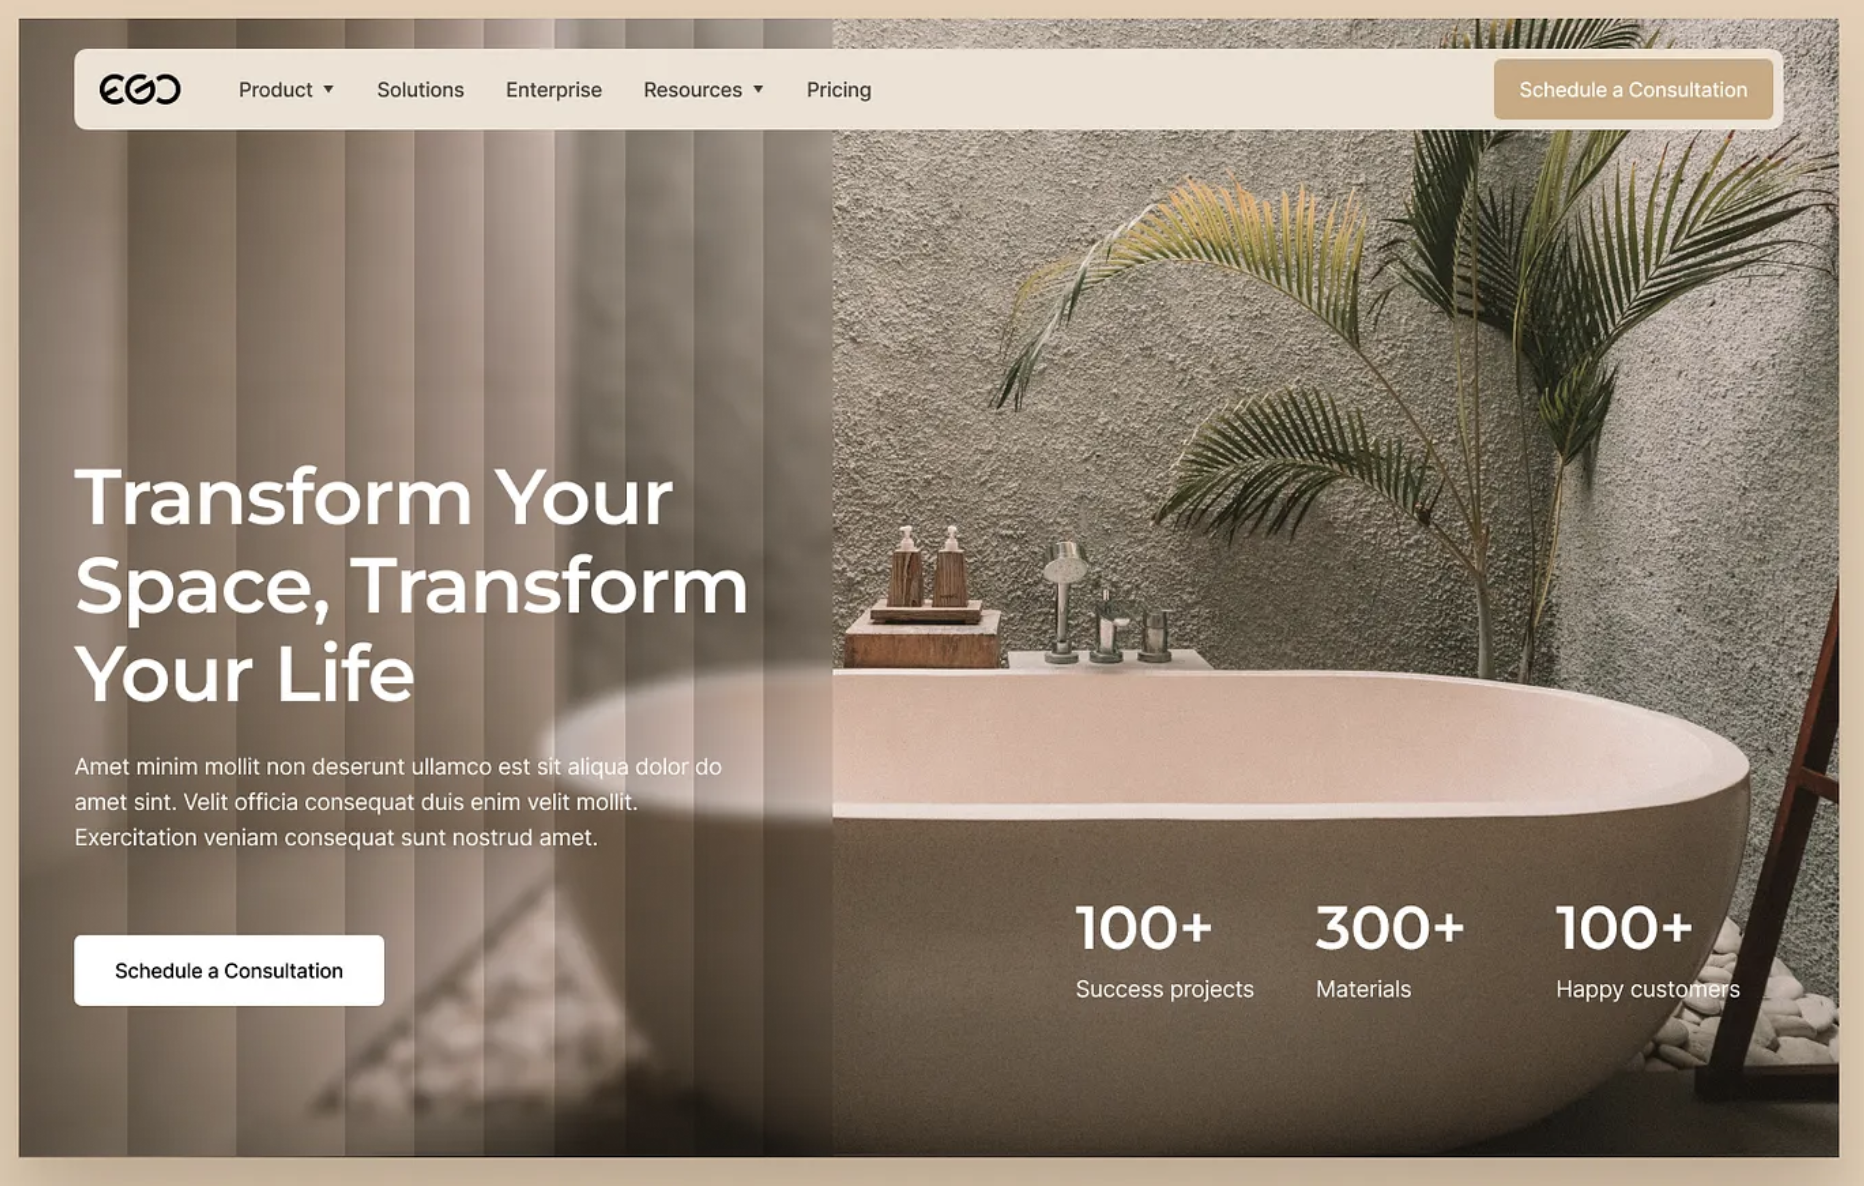 EGO
Product
Solutions
Enterprise
Resources
Pricing
Schedule a Consultation
Transform Your
Space, Transform
Your Life
Amet minim mollit non deserunt ullamco est sit aliqua dolor do
amet sint. Velit officia consequat duis enim velit mollit.
Exercitation veniam consequat sunt nostrud amet.
Schedule a Consultation
100+
Success projects
300+
Materials
100+
Happy customers